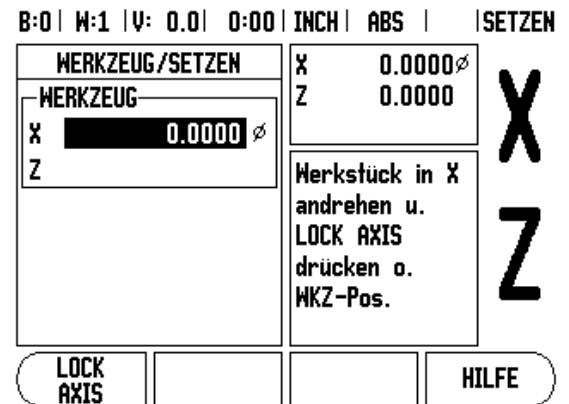 B:0| W:1 |V: 0.0| 0:00| INCH| ABS | |SETZEN
WERKZEUG/SETZEN
WERKZEUG
X 0.0000 ⌀
Z
X 0.0000⌀
Z 0.0000
Werkstück in X
andrehen u.
LOCK AXIS
drücken o.
WKZ-Pos.
X
Z
LOCK
AXIS
HILFE